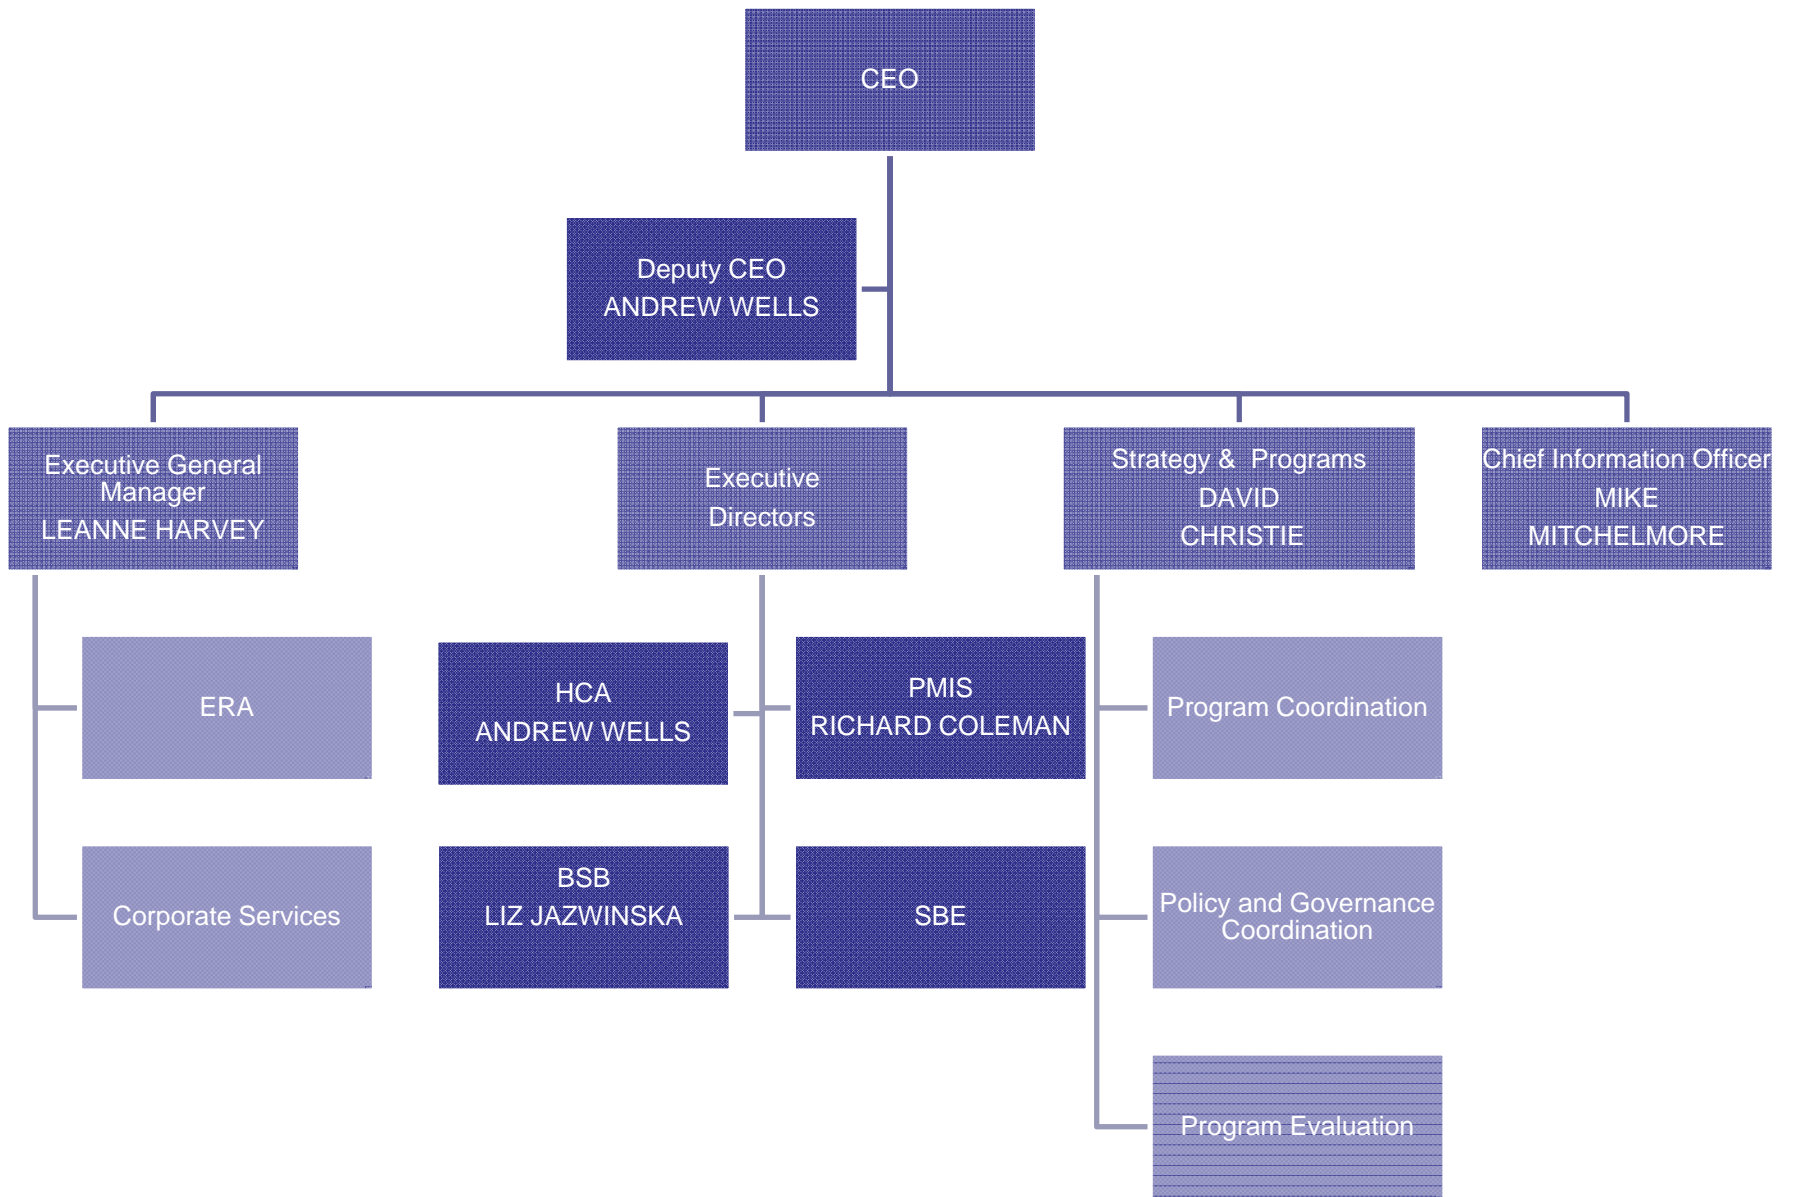 CEO
Deputy CEO
ANDREW WELLS
Executive General
Manager
LEANNE HARVEY
Executive
Directors
Strategy &  Programs
DAVID
CHRISTIE
Chief Information Officer
MIKE
MITCHELMORE
ERA
HCA
ANDREW WELLS
PMIS
RICHARD COLEMAN
Program Coordination
Corporate Services
BSB
LIZ JAZWINSKA
SBE
Policy and Governance
Coordination
Program Evaluation